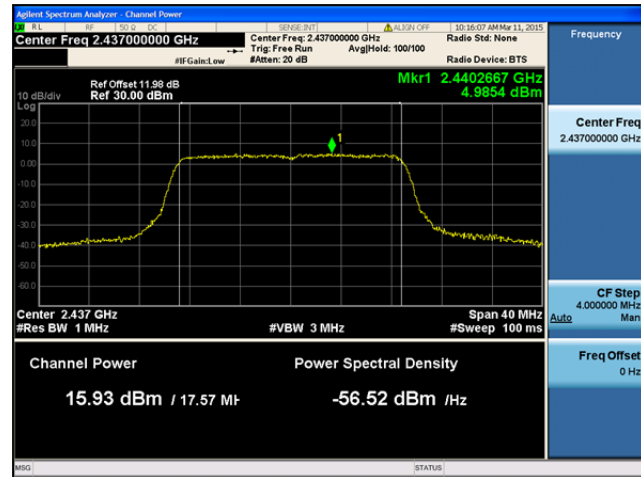 Agilent Spectrum Analyzer - Channel Power
RL RF 50 Ω DC SENSE:INT ALIGN OFF 10:16:07 AM Mar 11, 2015
Center Freq 2.437000000 GHz Center Freq: 2.437000000 GHz Radio Std: None
Trig: Free Run Avg|Hold: 100/100
#IFGain:Low #Atten: 20 dB Radio Device: BTS
Mkr1 2.4402667 GHz
4.9854 dBm
Ref Offset 11.98 dB
10 dB/div Ref 30.00 dBm
Log
20.0
1
10.0
0.00
-10.0
-20.0
-30.0
-40.0
-50.0
-60.0
Center 2.437 GHz Span 40 MHz
#Res BW 1 MHz #VBW 3 MHz #Sweep 100 ms
Channel Power Power Spectral Density
15.93 dBm / 17.57 MH -56.52 dBm /Hz
MSG STATUS
Frequency
Center Freq
2.437000000 GHz
CF Step
4.000000 MHz
Auto Man
Freq Offset
0 Hz